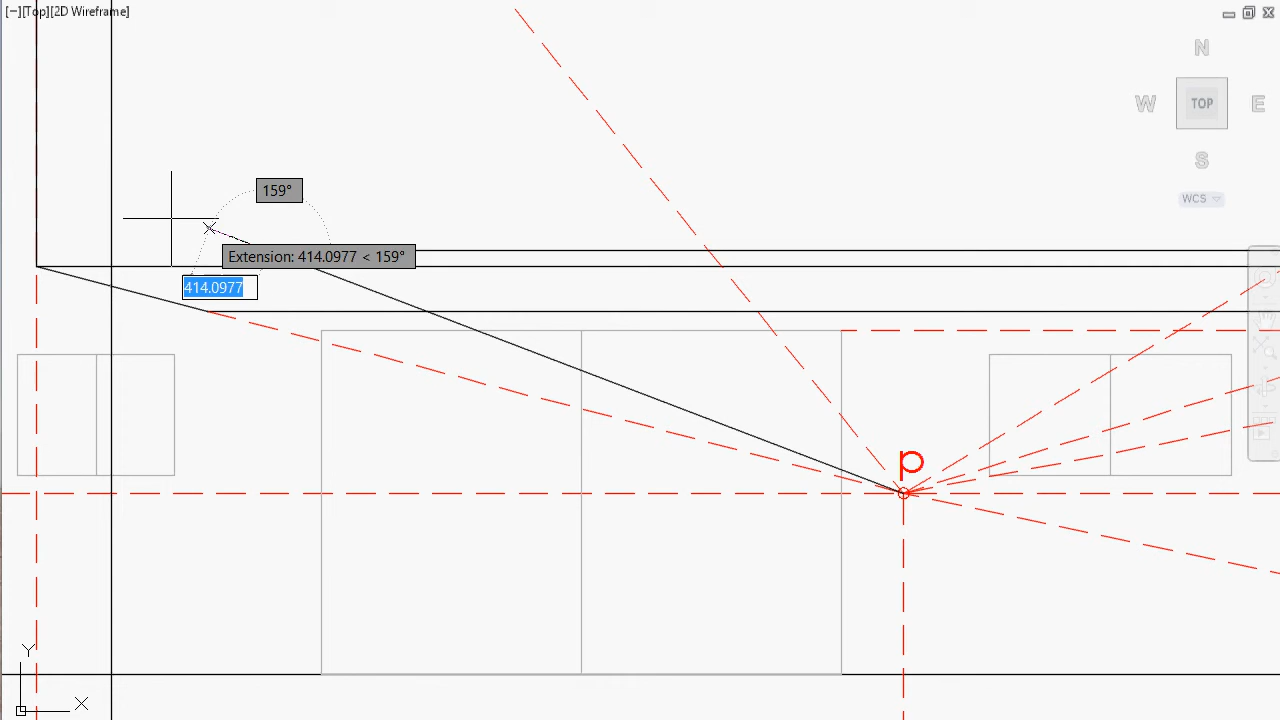 [−][Top][2D Wireframe]
N
W TOP E
S
WCS
159°
Extension: 414.0977 < 159°
414.0977
p
Y
X